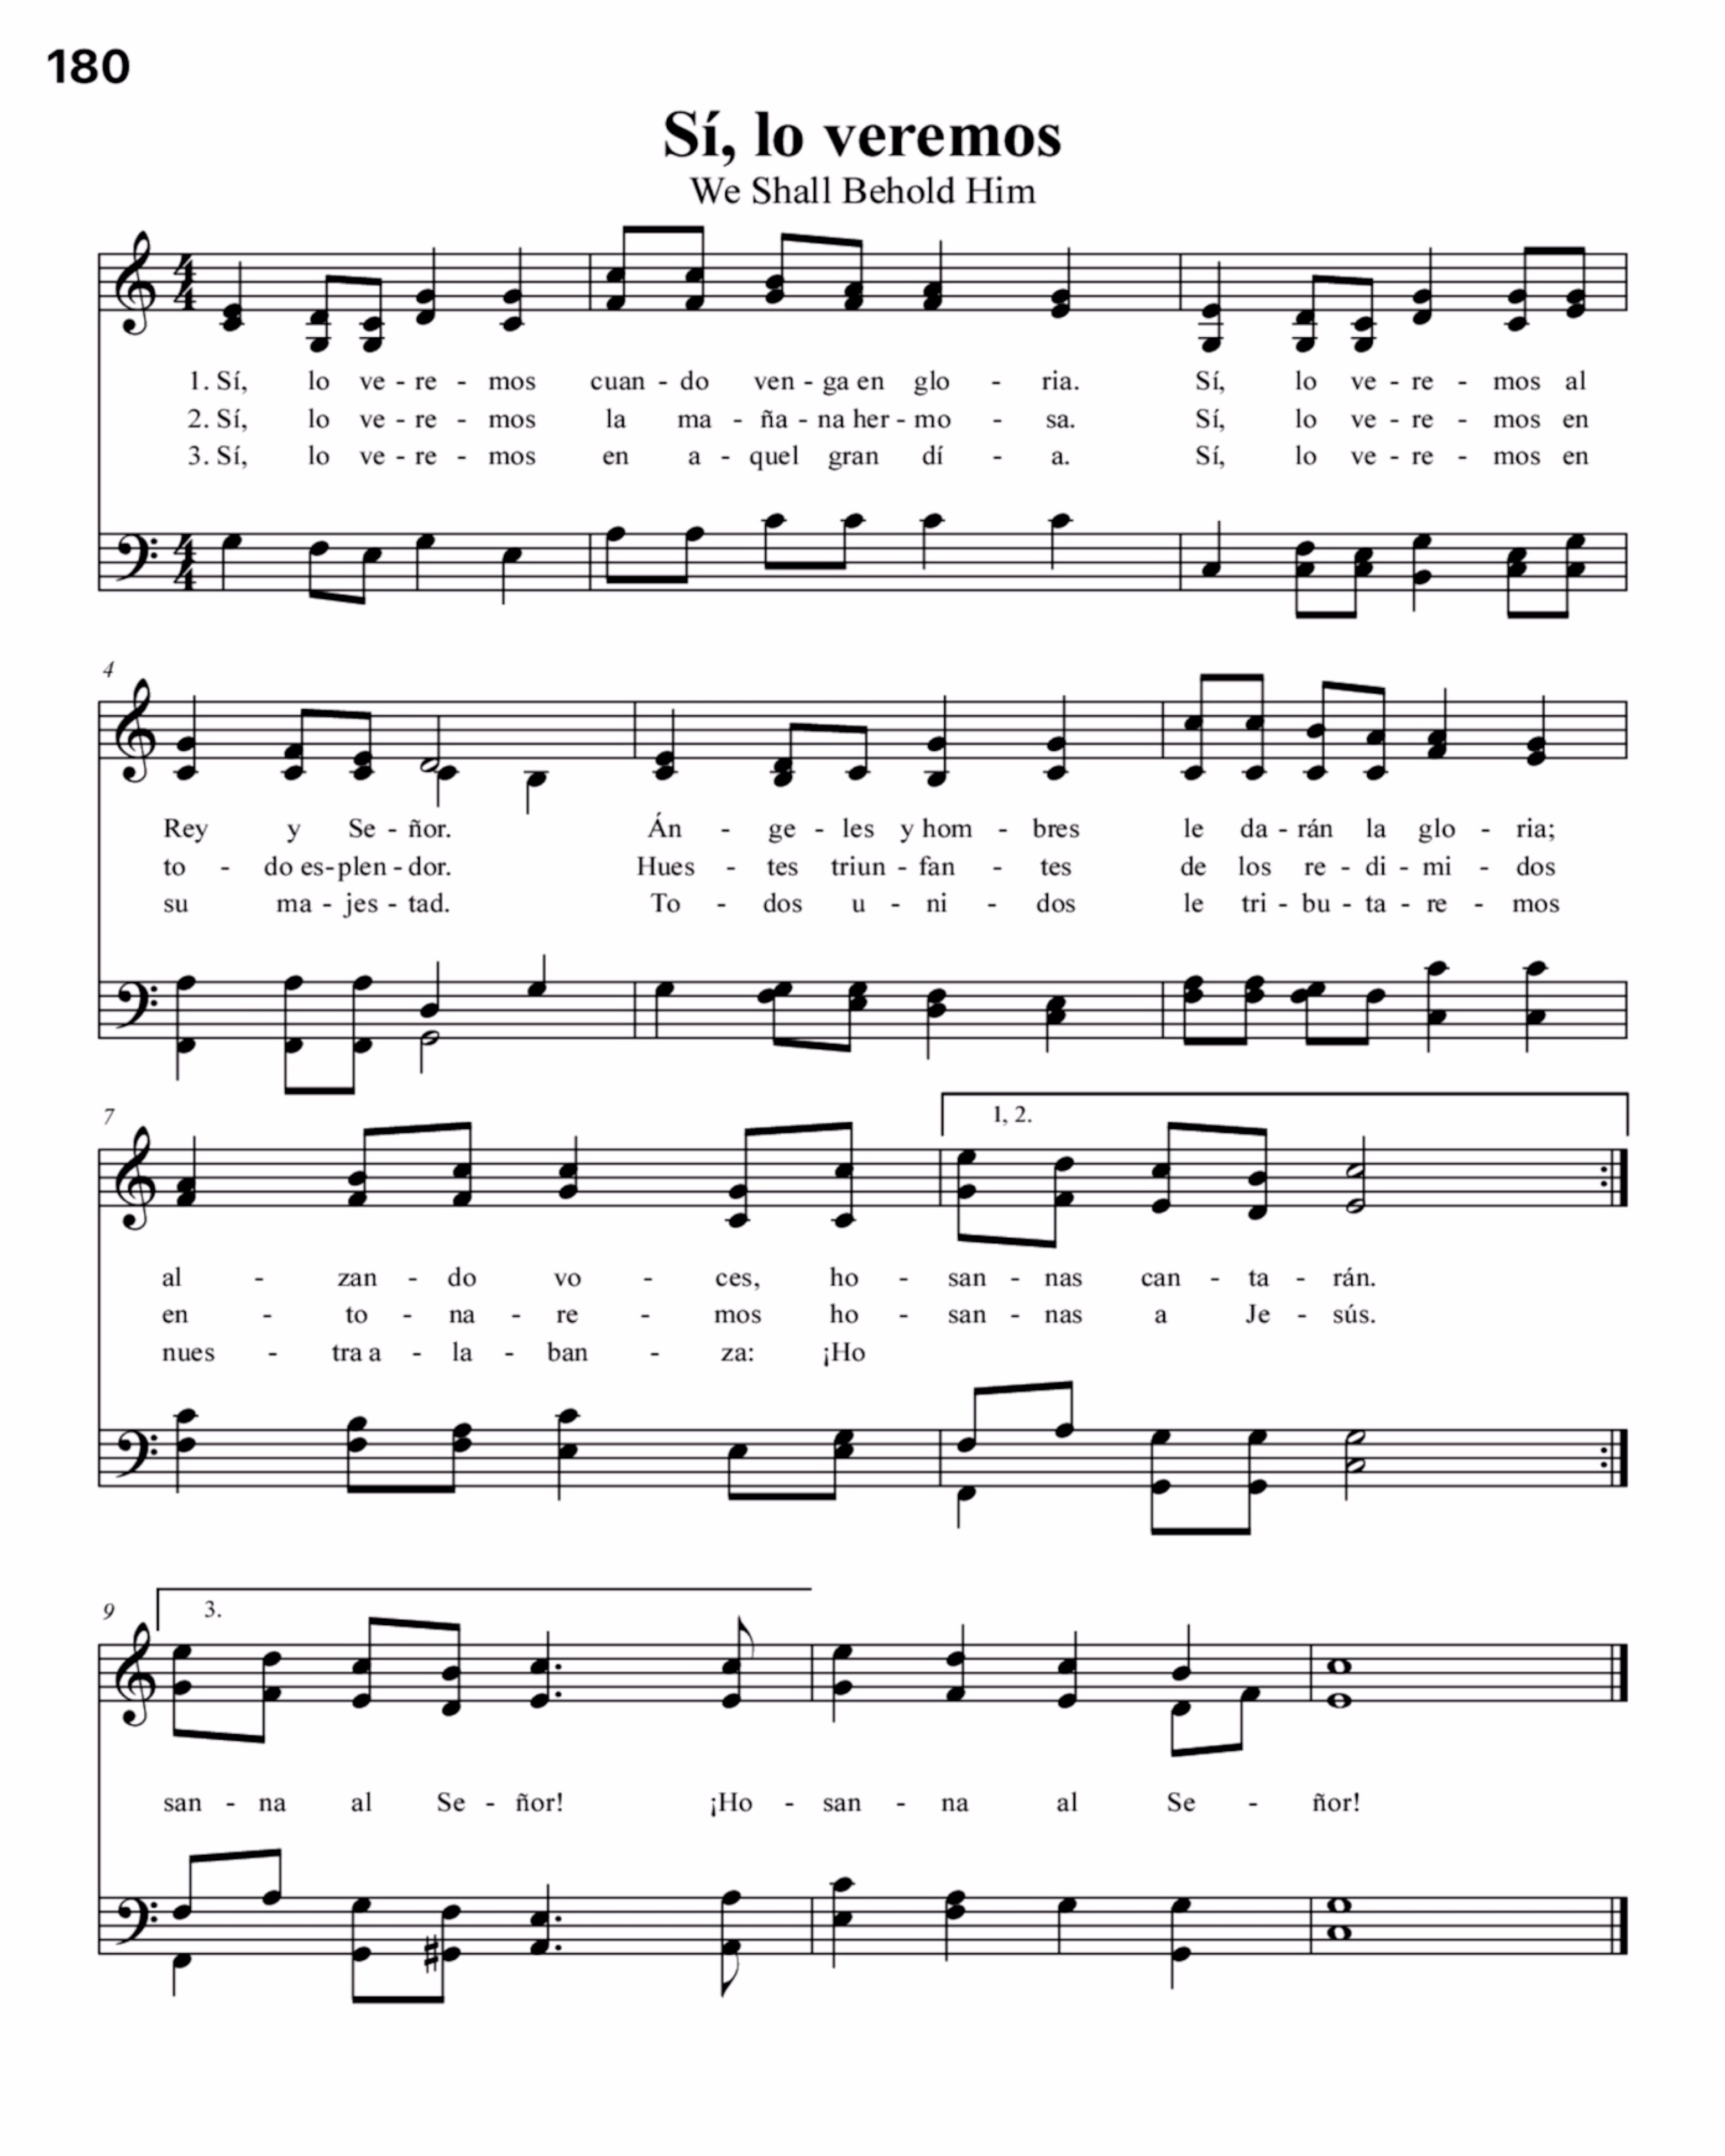 180
Sí, lo veremos
We Shall Behold Him
4
4
1. Sí, lo ve - re - mos cuan - do ven - ga en glo - ria. Sí, lo ve - re - mos al
2. Sí, lo ve - re - mos la ma - ña - na her - mo - sa. Sí, lo ve - re - mos en
3. Sí, lo ve - re - mos en a - quel gran dí - a. Sí, lo ve - re - mos en
4
4
4
Rey y Se - ñor. Án - ge - les y hom - bres le da - rán la glo - ria;
to - do es - plen - dor. Hues - tes triun - fan - tes de los re - di - mi - dos
su ma - jes - tad. To - dos u - ni - dos le tri - bu - ta - re - mos
7
1, 2.
al - zan - do vo - ces, ho - san - nas can - ta - rán.
en - to - na - re - mos ho - san - nas a Je - sús.
nues - tra a - la - ban - za: ¡Ho
9
3.
san - na al Se - ñor! ¡Ho - san - na al Se - ñor!